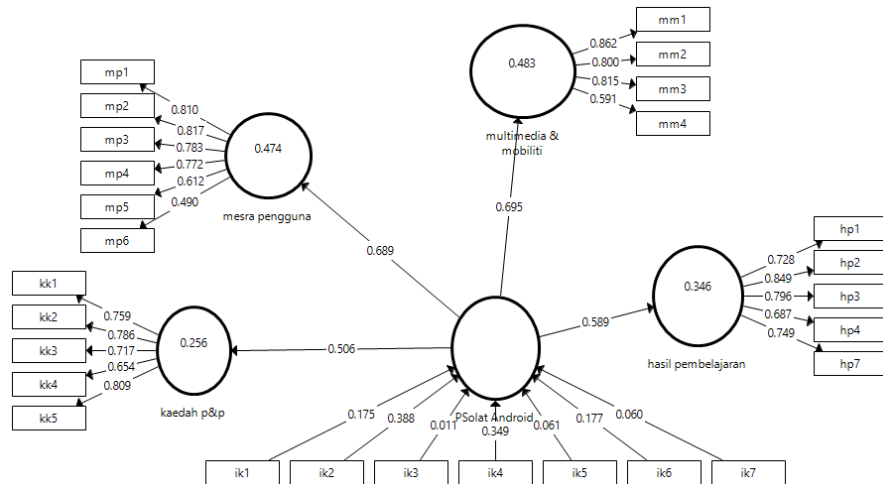 mm1
mm2
mm3
mm4
0.862
0.800
0.815
0.591
0.483
multimedia &
mobiliti
mp1
mp2
mp3
mp4
mp5
mp6
0.810
0.817
0.783
0.772
0.612
0.490
0.474
mesra pengguna
0.695
0.689
hp1
hp2
hp3
hp4
hp7
0.728
0.849
0.796
0.687
0.749
0.346
hasil pembelajaran
0.589
kk1
kk2
kk3
kk4
kk5
0.759
0.786
0.717
0.654
0.809
0.256
kaedah p&p
0.506
PSolat Android
0.175
0.388
0.011
0.349
0.061
0.177
0.060
ik1
ik2
ik3
ik4
ik5
ik6
ik7